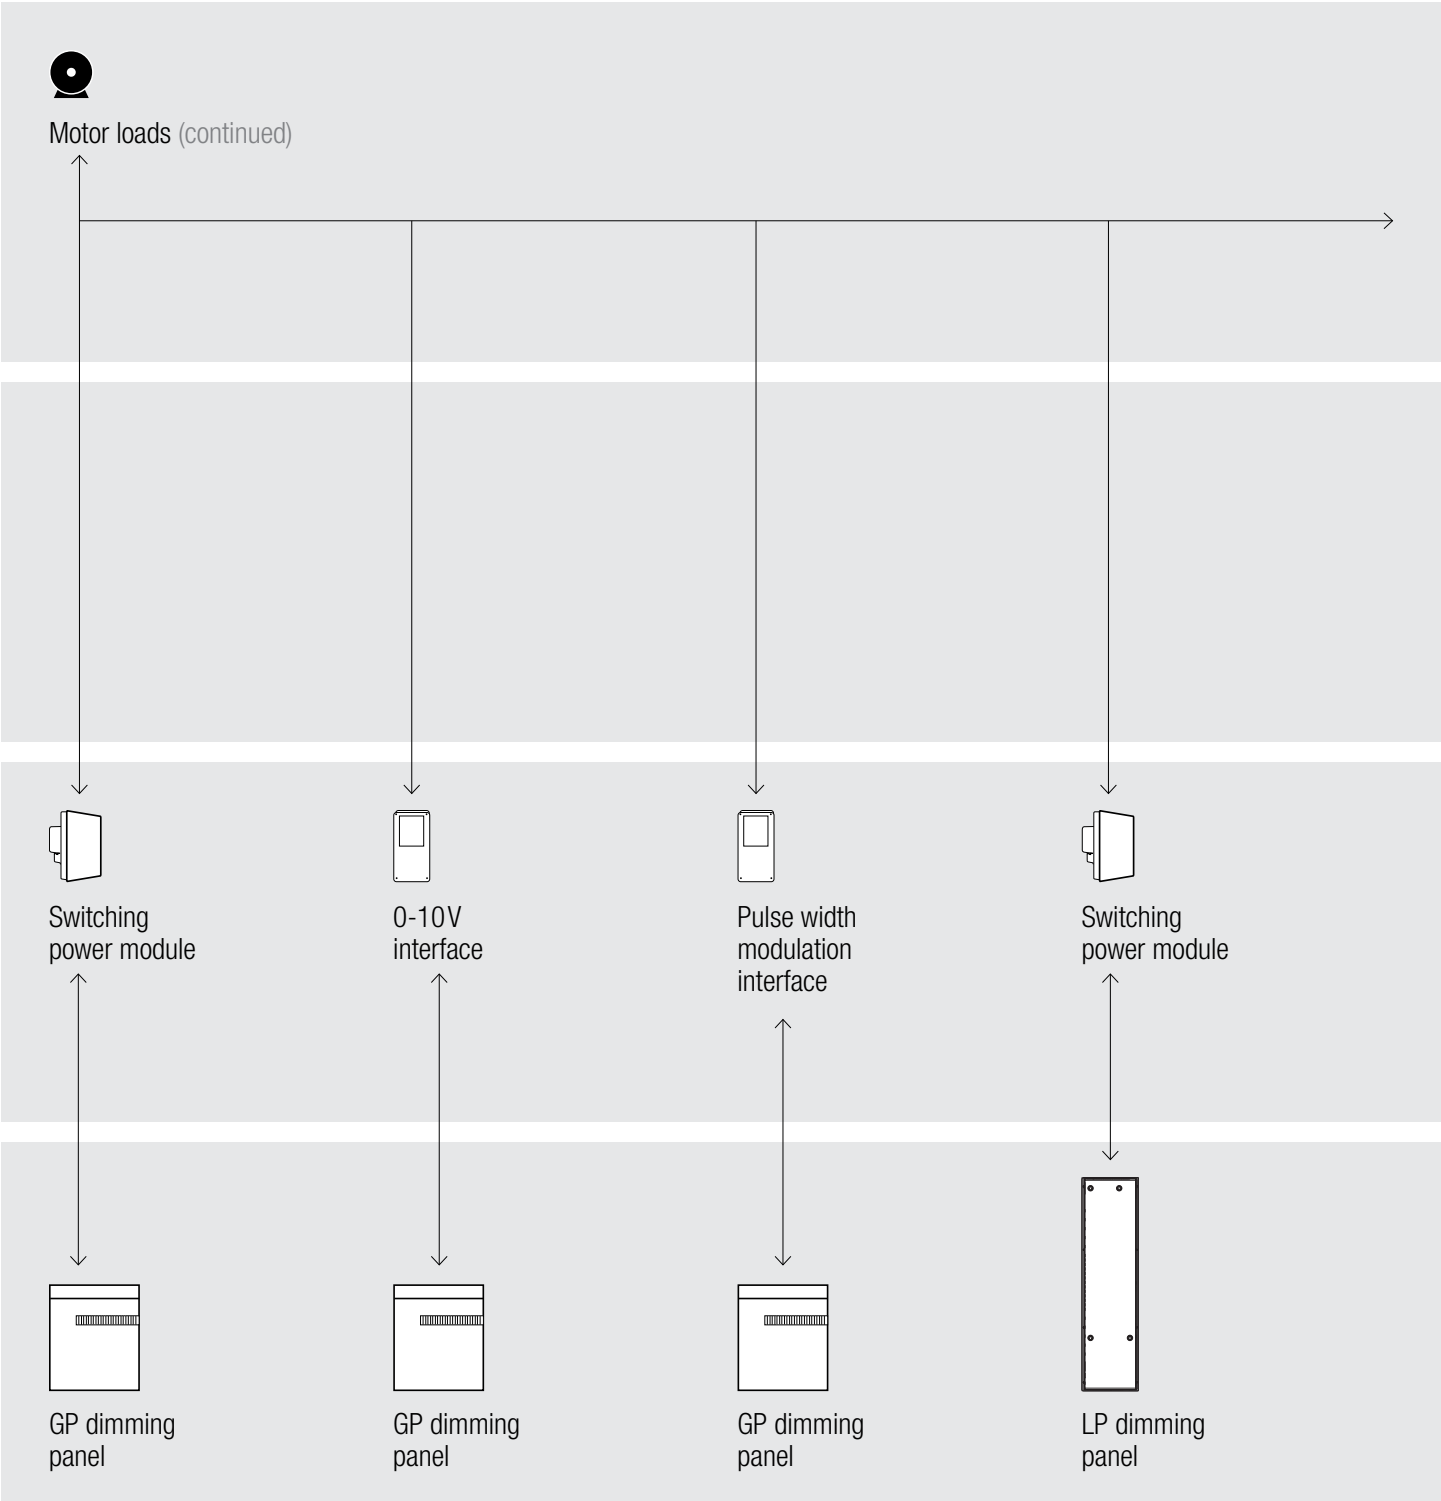 Motor loads (continued)
Switching
power module
0-10V
interface
Pulse width
modulation
interface
Switching
power module
GP dimming
panel
GP dimming
panel
GP dimming
panel
LP dimming
panel